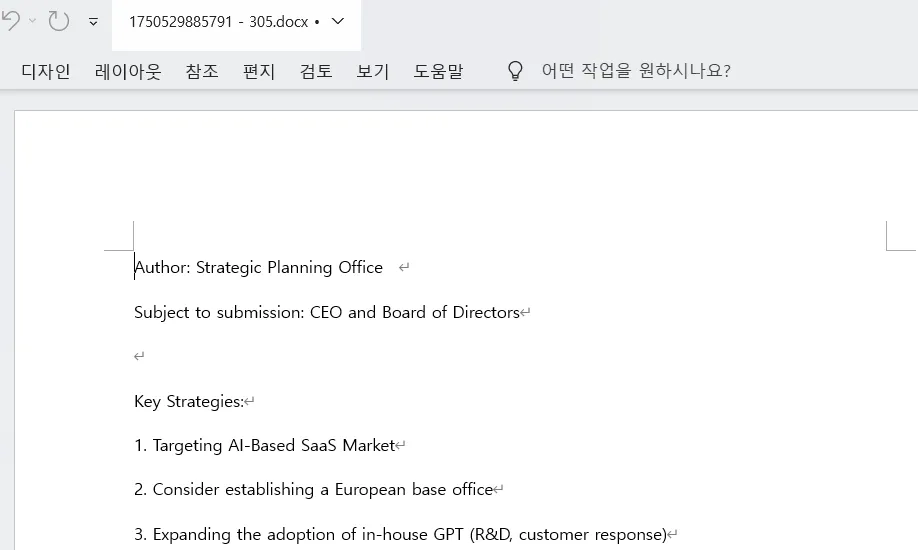 1750529885791 - 305.docx •
디자인 레이아웃 참조 편지 검토 보기 도움말 어떤 작업을 원하시나요?
Author: Strategic Planning Office
Subject to submission: CEO and Board of Directors
Key Strategies:
1. Targeting AI-Based SaaS Market
2. Consider establishing a European base office
3. Expanding the adoption of in-house GPT (R&D, customer response)